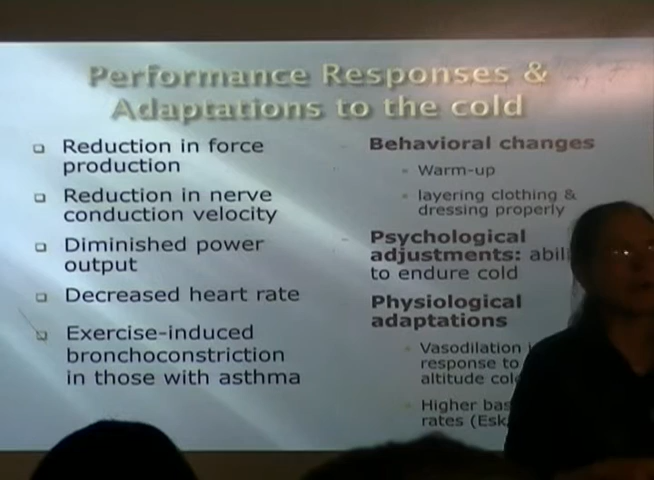 Performance Responses &
Adaptations to the cold
Reduction in force
production
Reduction in nerve
conduction velocity
Diminished power
output
Decreased heart rate
Exercise-induced
bronchoconstriction
in those with asthma
Behavioral changes
Warm-up
layering clothing &
dressing properly
Psychological
adjustments:
to endure cold
Physiological
adaptations
Vasodilation
response to
altitude
Higher
rates